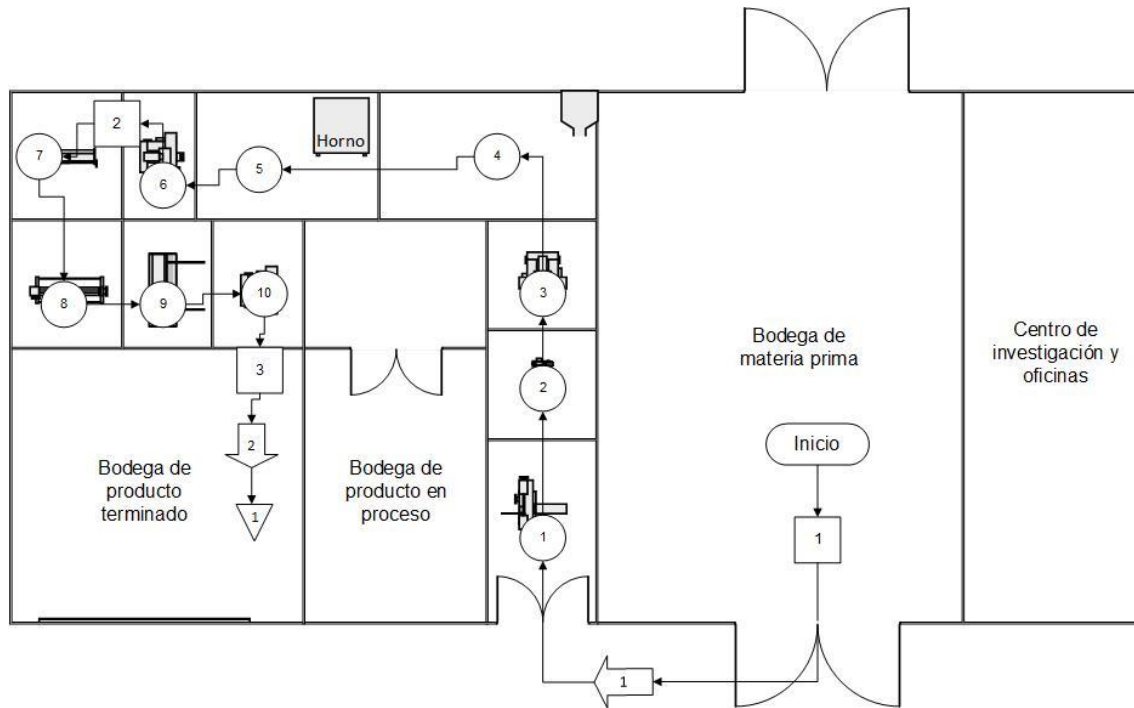 2
Horno
7
6
5
4
8
9
10
3
2
3
Bodega de
materia prima
Centro de
investigación y
oficinas
Inicio
2
Bodega de
producto
terminado
1
Bodega de
producto en
proceso
1
1
1